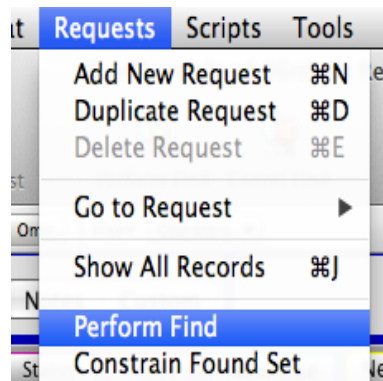 Requests Scripts Tools
Add New Request ⌘N
Duplicate Request ⌘D
Delete Request ⌘E
Go to Request ▶
Show All Records ⌘J
Perform Find
Constrain Found Set